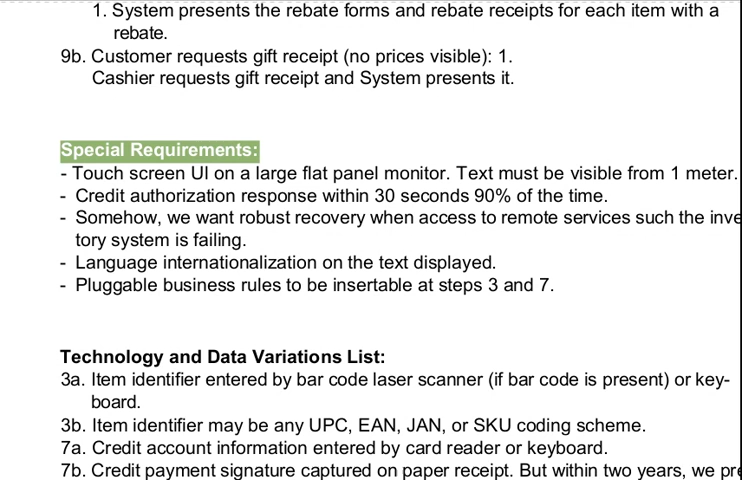 1. System presents the rebate forms and rebate receipts for each item with a
rebate.
9b. Customer requests gift receipt (no prices visible): 1.
Cashier requests gift receipt and System presents it.
Special Requirements:
- Touch screen UI on a large flat panel monitor. Text must be visible from 1 meter.
- Credit authorization response within 30 seconds 90% of the time.
- Somehow, we want robust recovery when access to remote services such the inve
tory system is failing.
- Language internationalization on the text displayed.
- Pluggable business rules to be insertable at steps 3 and 7.
Technology and Data Variations List:
3a. Item identifier entered by bar code laser scanner (if bar code is present) or key-
board.
3b. Item identifier may be any UPC, EAN, JAN, or SKU coding scheme.
7a. Credit account information entered by card reader or keyboard.
7b. Credit payment signature captured on paper receipt. But within two years, we pre